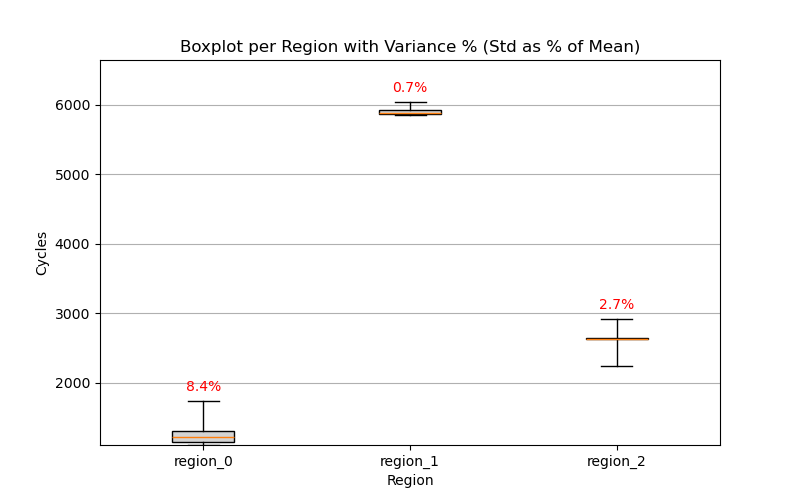 Boxplot per Region with Variance % (Std as % of Mean)
0.7%
6000
5000
4000
3000
2000
2.7%
8.4%
Cycles
region_0
region_1
region_2
Region